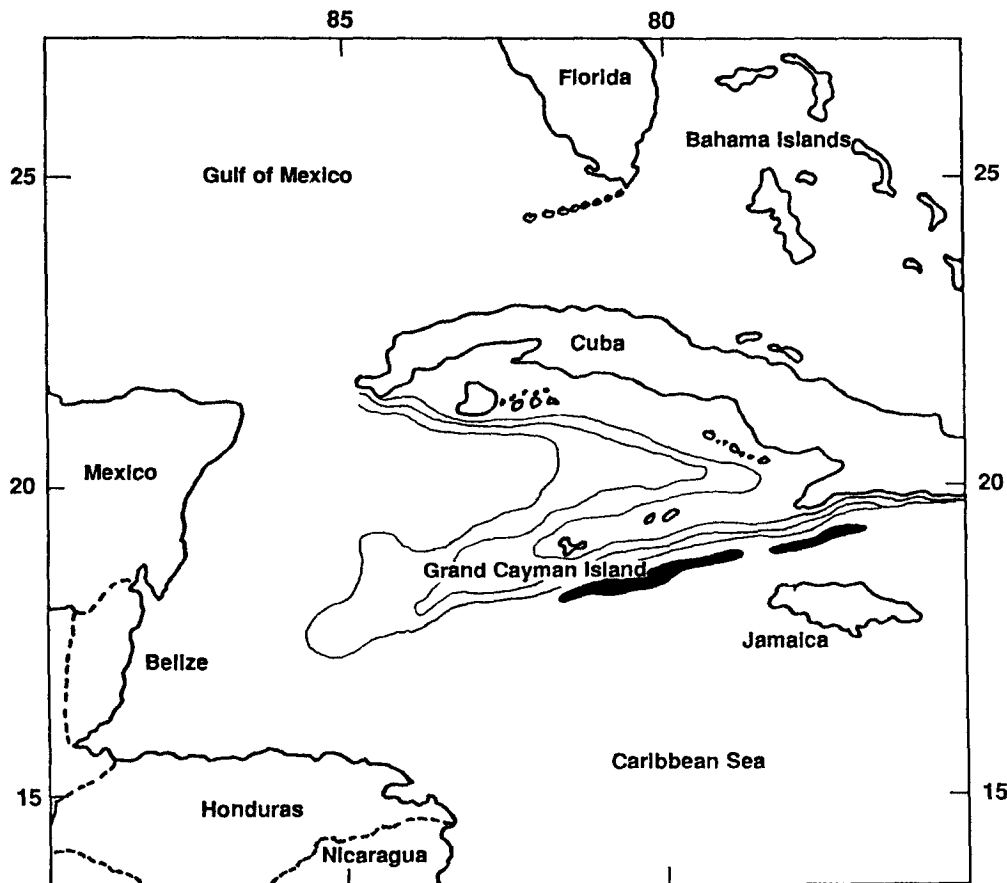 85 80
Florida
Bahama Islands
25 Gulf of Mexico 25
Cuba
Mexico
20 20
Grand Cayman Island
Jamaica
Belize
Caribbean Sea
15 15
Honduras
Nicaragua